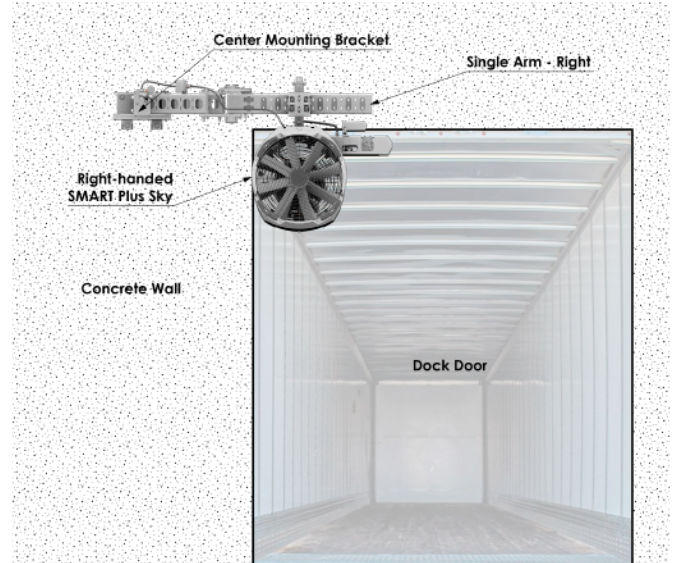 Center Mounting Bracket
Single Arm - Right
Right-handed
SMART Plus Sky
Concrete Wall
Dock Door